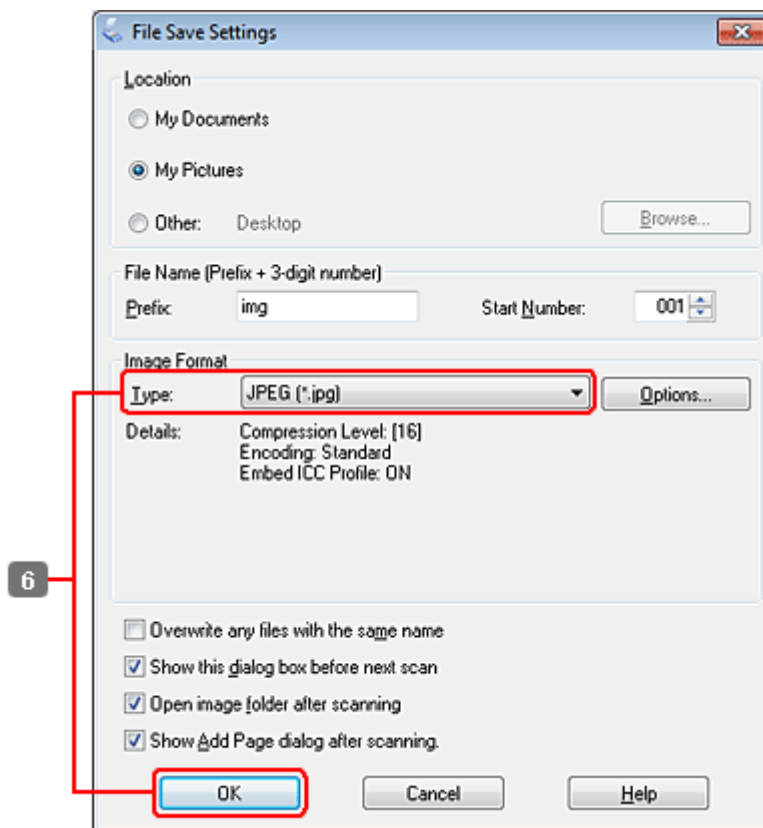 File Save Settings
Location
My Documents
My Pictures
Other: Desktop Browse...
File Name (Prefix + 3-digit number)
Prefix: img Start Number: 001
Image Format
Type: JPEG (*.jpg) Options...
Details: Compression Level: [16]
Encoding: Standard
Embed ICC Profile: ON
6
Overwrite any files with the same name
Show this dialog box before next scan
Open image folder after scanning
Show Add Page dialog after scanning.
OK Cancel Help